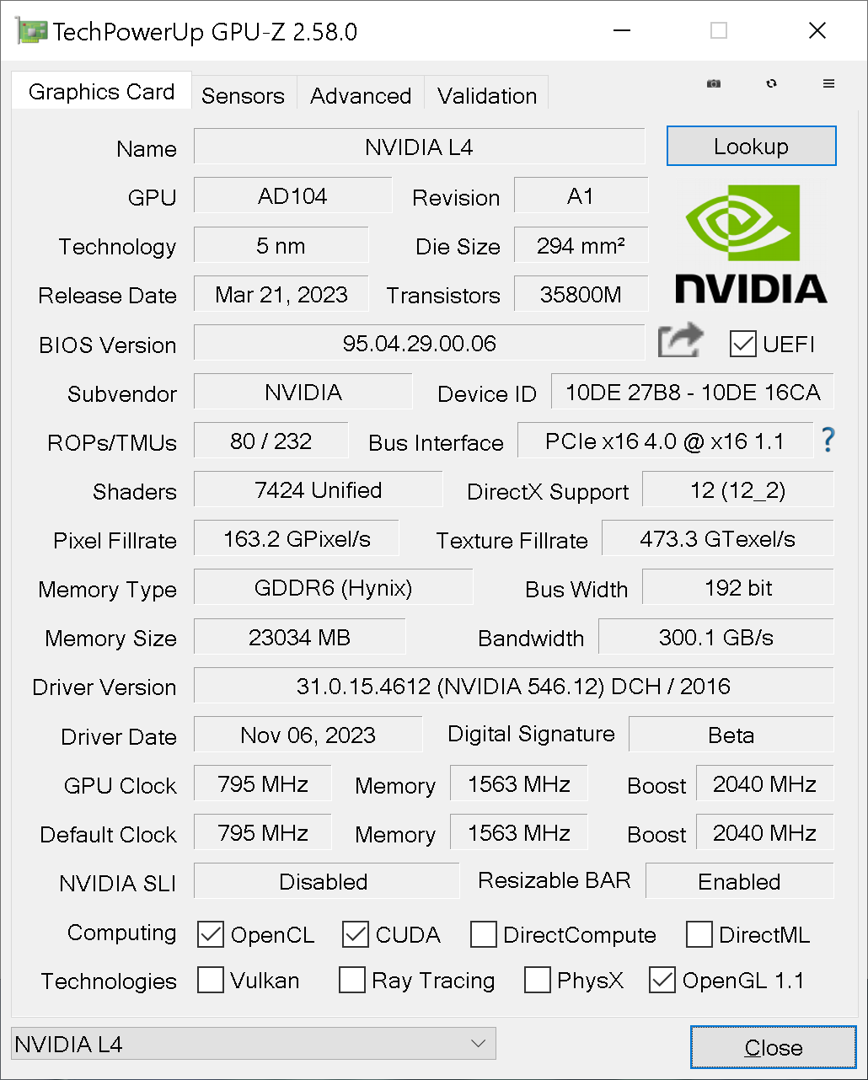 TechPowerUp GPU-Z 2.58.0
Graphics Card Sensors Advanced Validation
Name NVIDIA L4 Lookup
GPU AD104 Revision A1
Technology 5 nm Die Size 294 mm²
Release Date Mar 21, 2023 Transistors 35800M
NVIDIA
BIOS Version 95.04.29.00.06 UEFI
Subvendor NVIDIA Device ID 10DE 27B8 - 10DE 16CA
ROPs/TMUs 80 / 232 Bus Interface PCIe x16 4.0 @ x16 1.1 ?
Shaders 7424 Unified DirectX Support 12 (12_2)
Pixel Fillrate 163.2 GPixel/s Texture Fillrate 473.3 GTexel/s
Memory Type GDDR6 (Hynix) Bus Width 192 bit
Memory Size 23034 MB Bandwidth 300.1 GB/s
Driver Version 31.0.15.4612 (NVIDIA 546.12) DCH / 2016
Driver Date Nov 06, 2023 Digital Signature Beta
GPU Clock 795 MHz Memory 1563 MHz Boost 2040 MHz
Default Clock 795 MHz Memory 1563 MHz Boost 2040 MHz
NVIDIA SLI Disabled Resizable BAR Enabled
Computing OpenCL CUDA DirectCompute DirectML
Technologies Vulkan Ray Tracing PhysX OpenGL 1.1
NVIDIA L4 Close